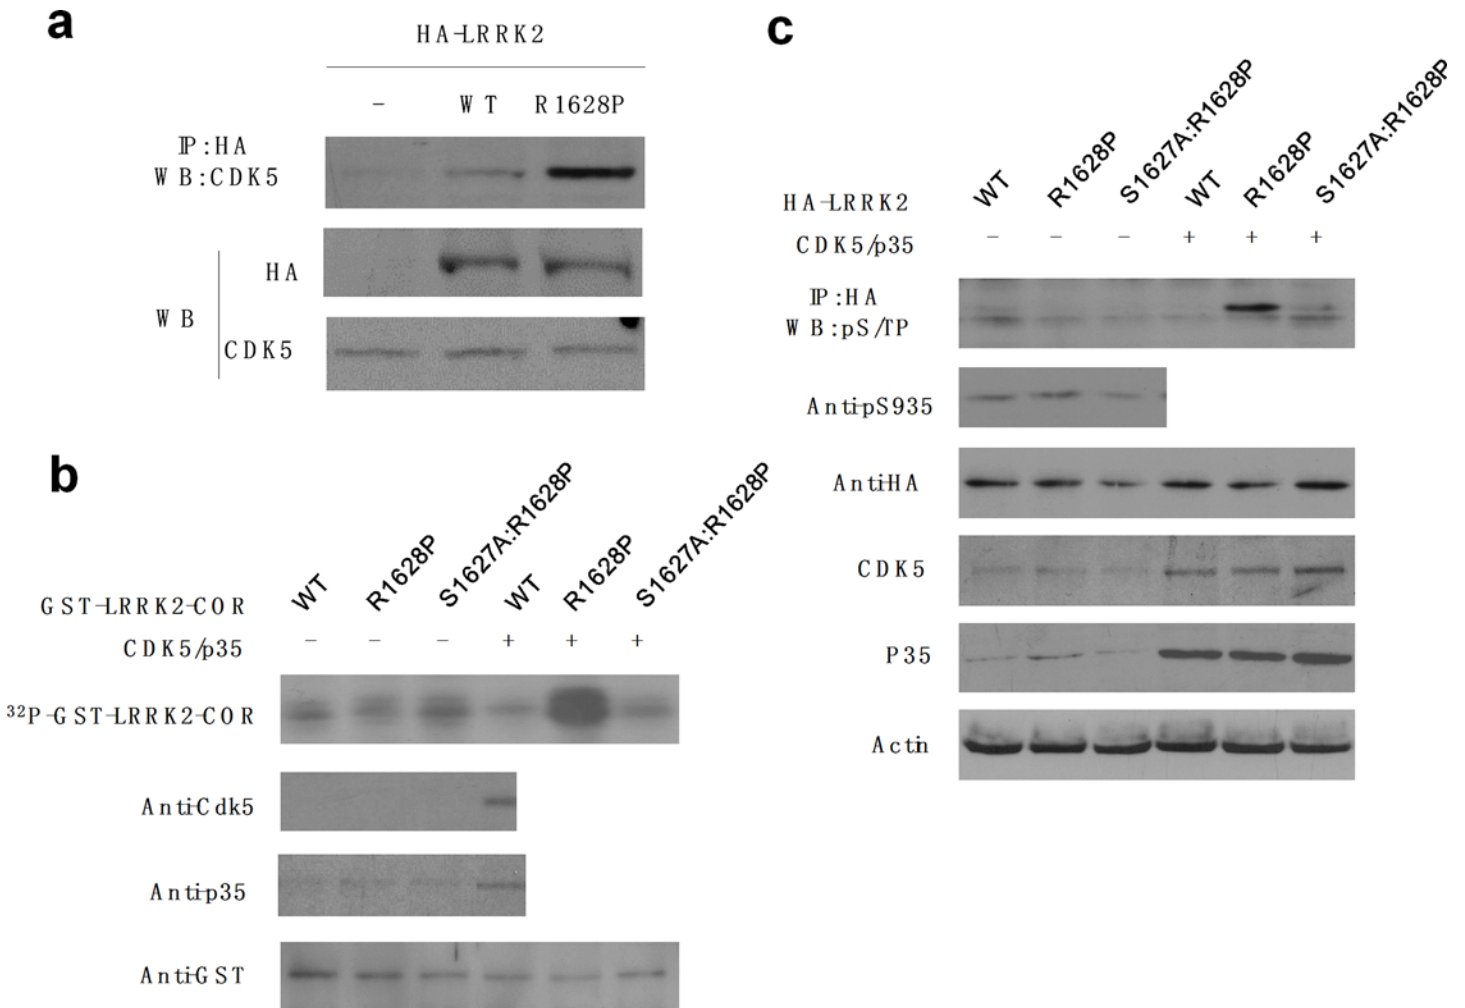 a
HA-LRRK2
- WT R1628P
IP:HA
WB:CDK5
HA
WB
CDK5
b
WT R1628P S1627A:R1628P WT R1628P S1627A:R1628P
GST-LRRK2-COR
CDK5/p35 - - - + + +
32P-GST-LRRK2-COR
Anti-Cdk5
Anti-p35
Anti-GST
c
WT R1628P S1627A:R1628P WT R1628P S1627A:R1628P
HA-LRRK2
CDK5/p35 - - - + + +
IP:HA
WB:pS/TP
Anti-pS935
Anti-HA
CDK5
P35
Actin